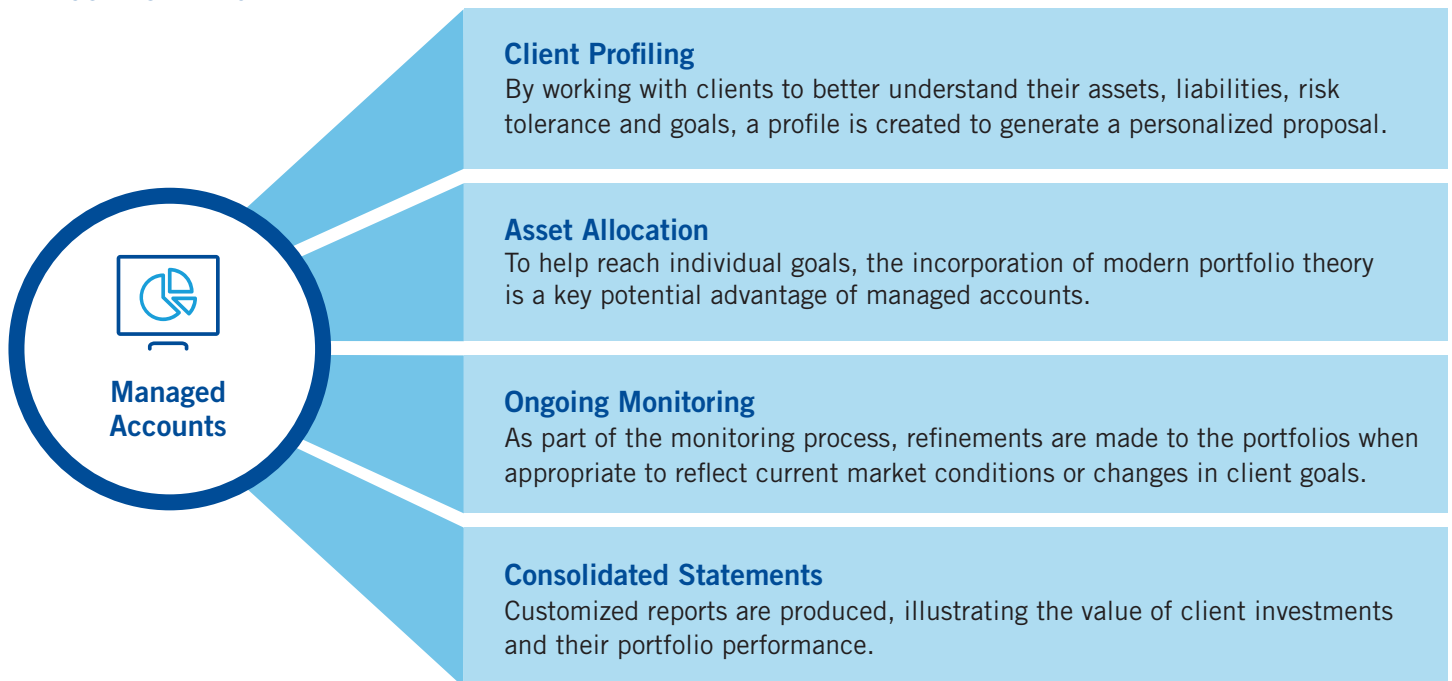 Client Profiling
By working with clients to better understand their assets, liabilities, risk
tolerance and goals, a profile is created to generate a personalized proposal.
Asset Allocation
To help reach individual goals, the incorporation of modern portfolio theory
is a key potential advantage of managed accounts.
Managed
Accounts
Ongoing Monitoring
As part of the monitoring process, refinements are made to the portfolios when
appropriate to reflect current market conditions or changes in client goals.
Consolidated Statements
Customized reports are produced, illustrating the value of client investments
and their portfolio performance.